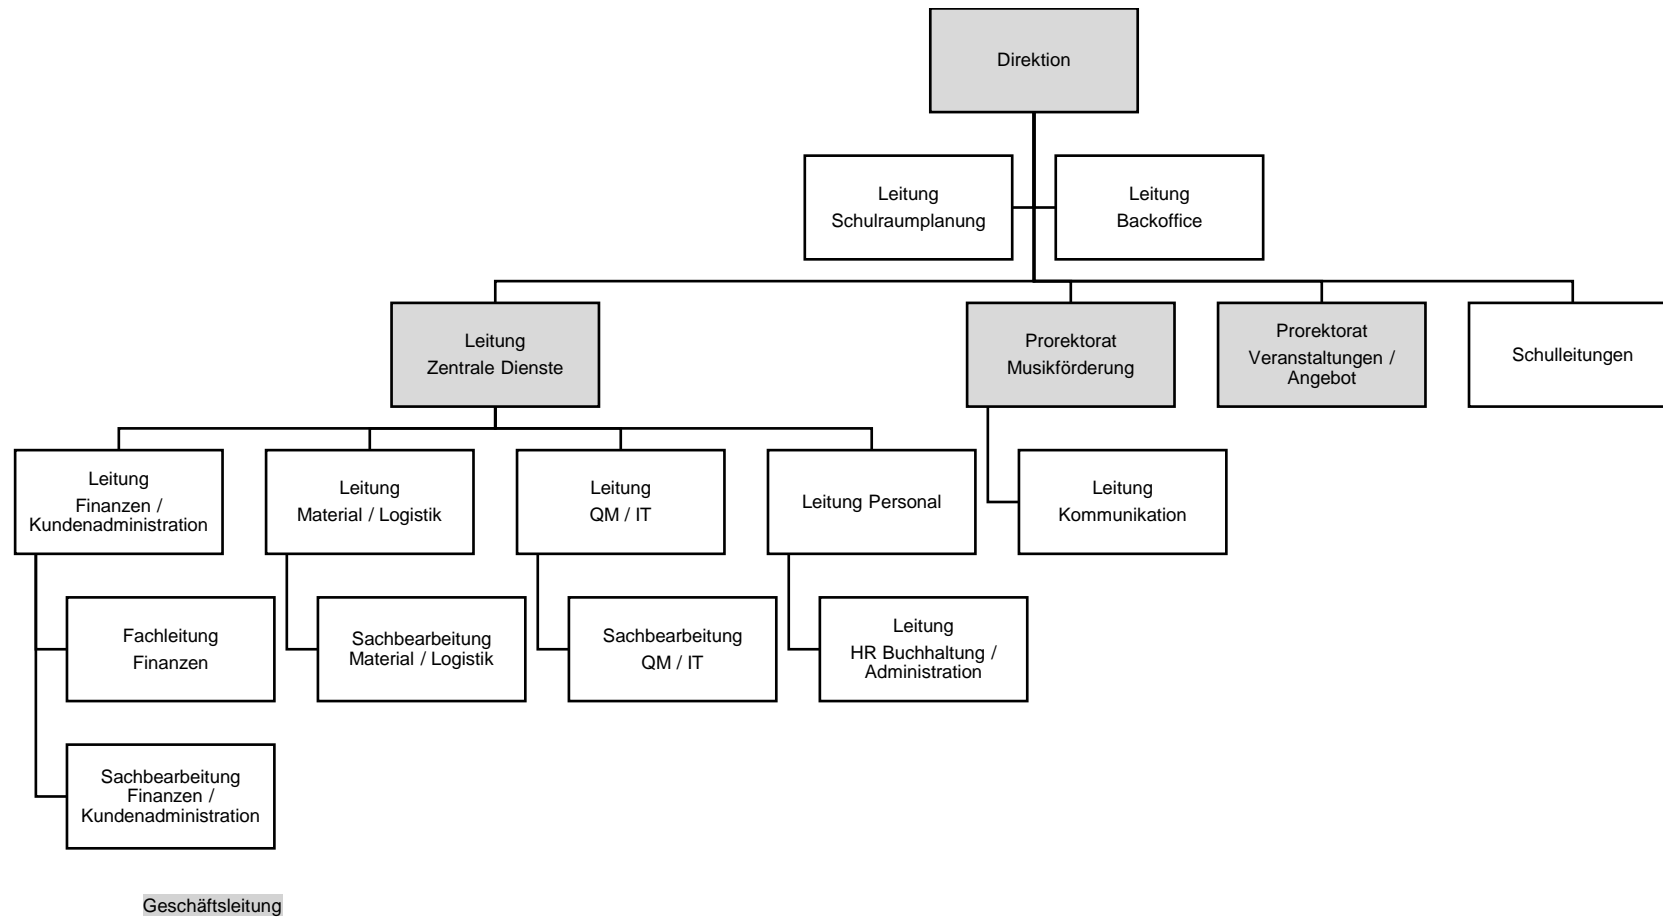 Direktion
Leitung
Schulraumplanung
Leitung
Backoffice
Leitung
Zentrale Dienste
Prorektorat
Musikförderung
Prorektorat
Veranstaltungen /
Angebot
Schulleitungen
Leitung
Finanzen /
Kundenadministration
Leitung
Material / Logistik
Leitung
QM / IT
Leitung Personal
Leitung
Kommunikation
Fachleitung
Finanzen
Sachbearbeitung
Material / Logistik
Sachbearbeitung
QM / IT
Leitung
HR Buchhaltung /
Administration
Sachbearbeitung
Finanzen /
Kundenadministration
Geschäftsleitung